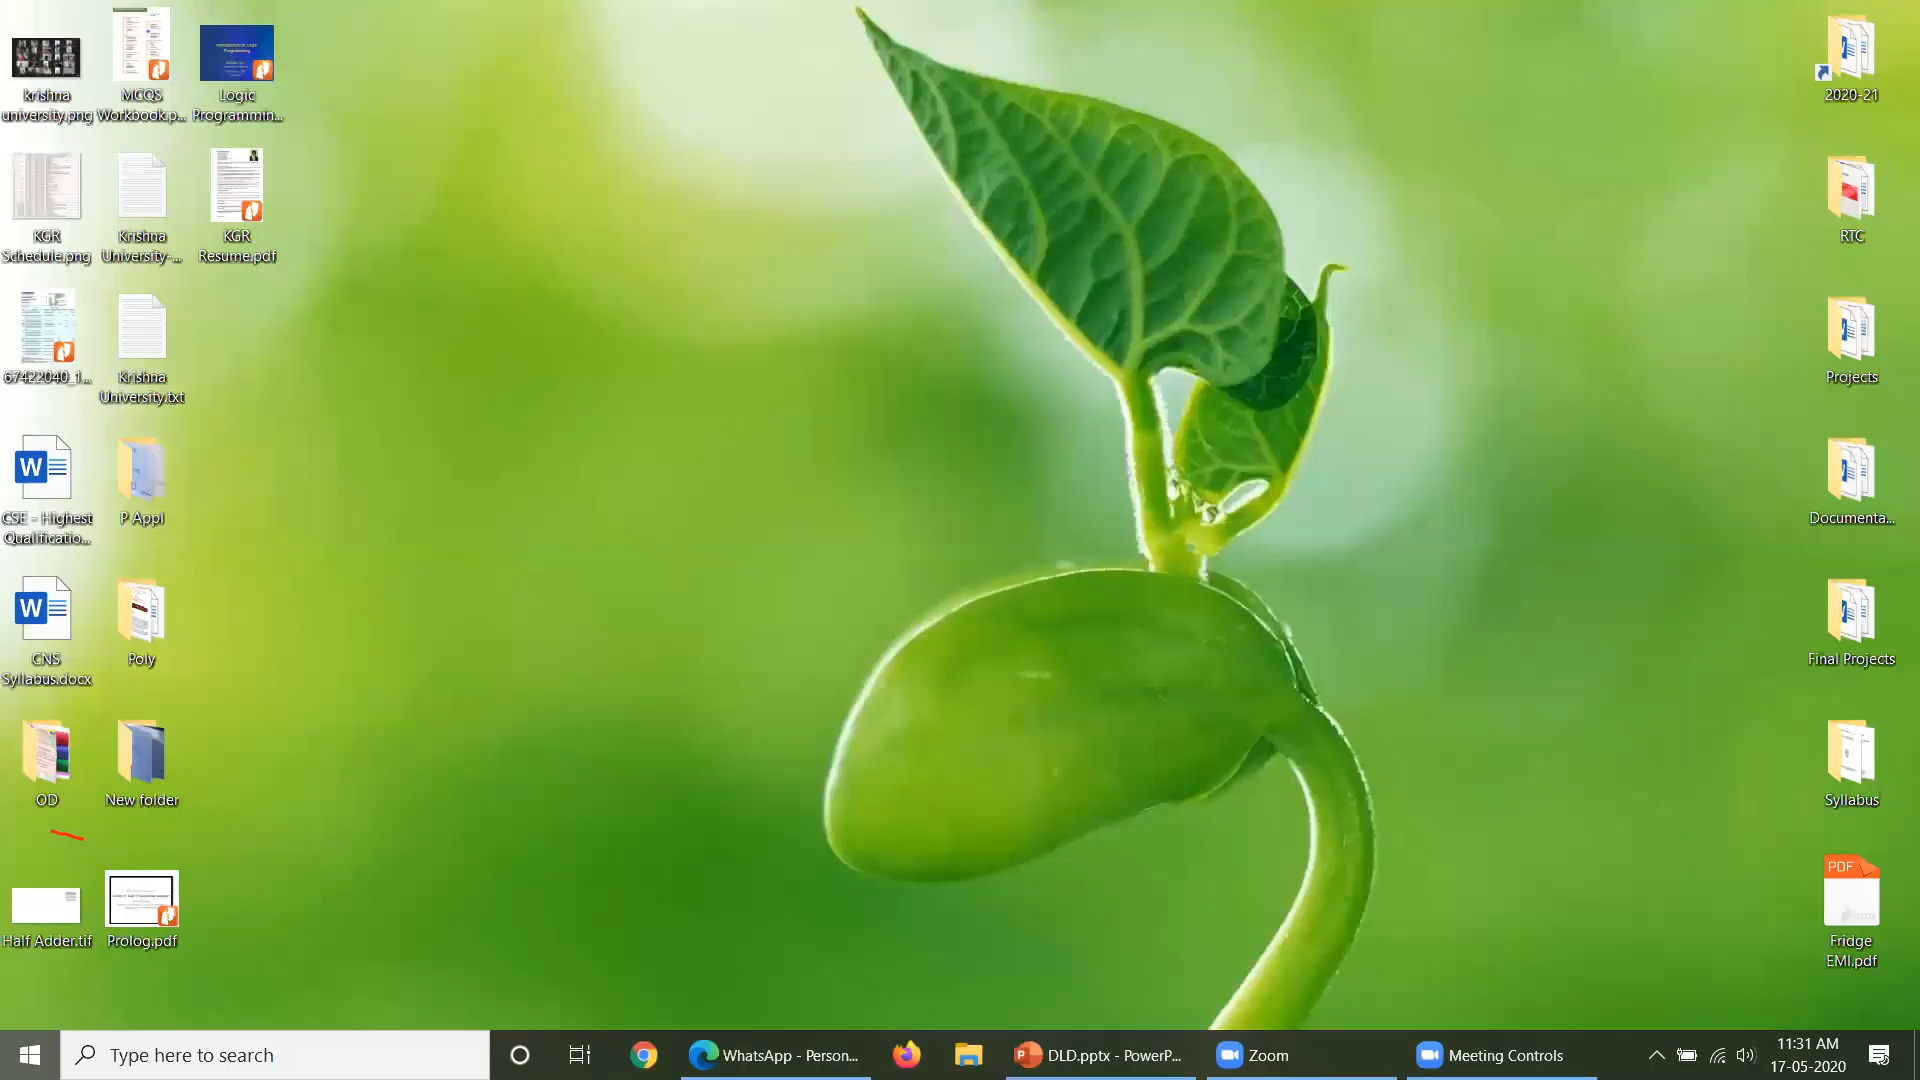 krishna
university.png
MCQS
Workbook.p...
Logic
Programmin...
2020-21
KGR
Schedule.png
Krishna
University-...
KGR
Resume.pdf
RTC
67422040_1...
Krishna
University.txt
Projects
W
CSE - Highest
Qualificatio...
P Appl
Documenta...
W
CNS
Syllabus.docx
Poly
Final Projects
OD
New folder
Syllabus
Half Adder.tif
Prolog.pdf
PDF
Fridge
EMI.pdf
Type here to search
WhatsApp - Person...
DLD.pptx - PowerP...
Zoom
Meeting Controls
11:31 AM
17-05-2020